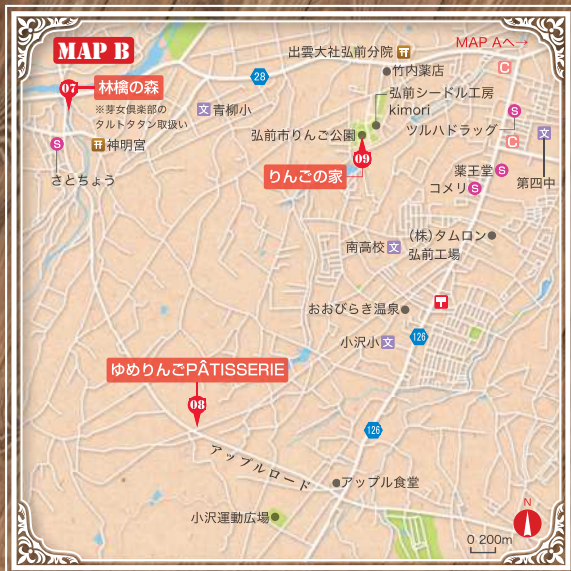 MAP B
MAP Aへ→
出雲大社弘前分院
竹内薬店
弘前シードル工房
kimori
28
C
S
ツルハドラッグ
文
第四中
C
07
林檎の森
※芽女倶楽部の
タルトタタン取扱い
文 青柳小
S
さとちょう
神明宮
弘前市りんご公園
09
りんごの家
薬王堂 S
コメリ S
南高校 文
(株)タムロン
弘前工場
おおびらき温泉
小沢小 文
126
ゆめりんごPÂTISSERIE
08
126
アップルロード
アップル食堂
小沢運動広場
N
0 200m